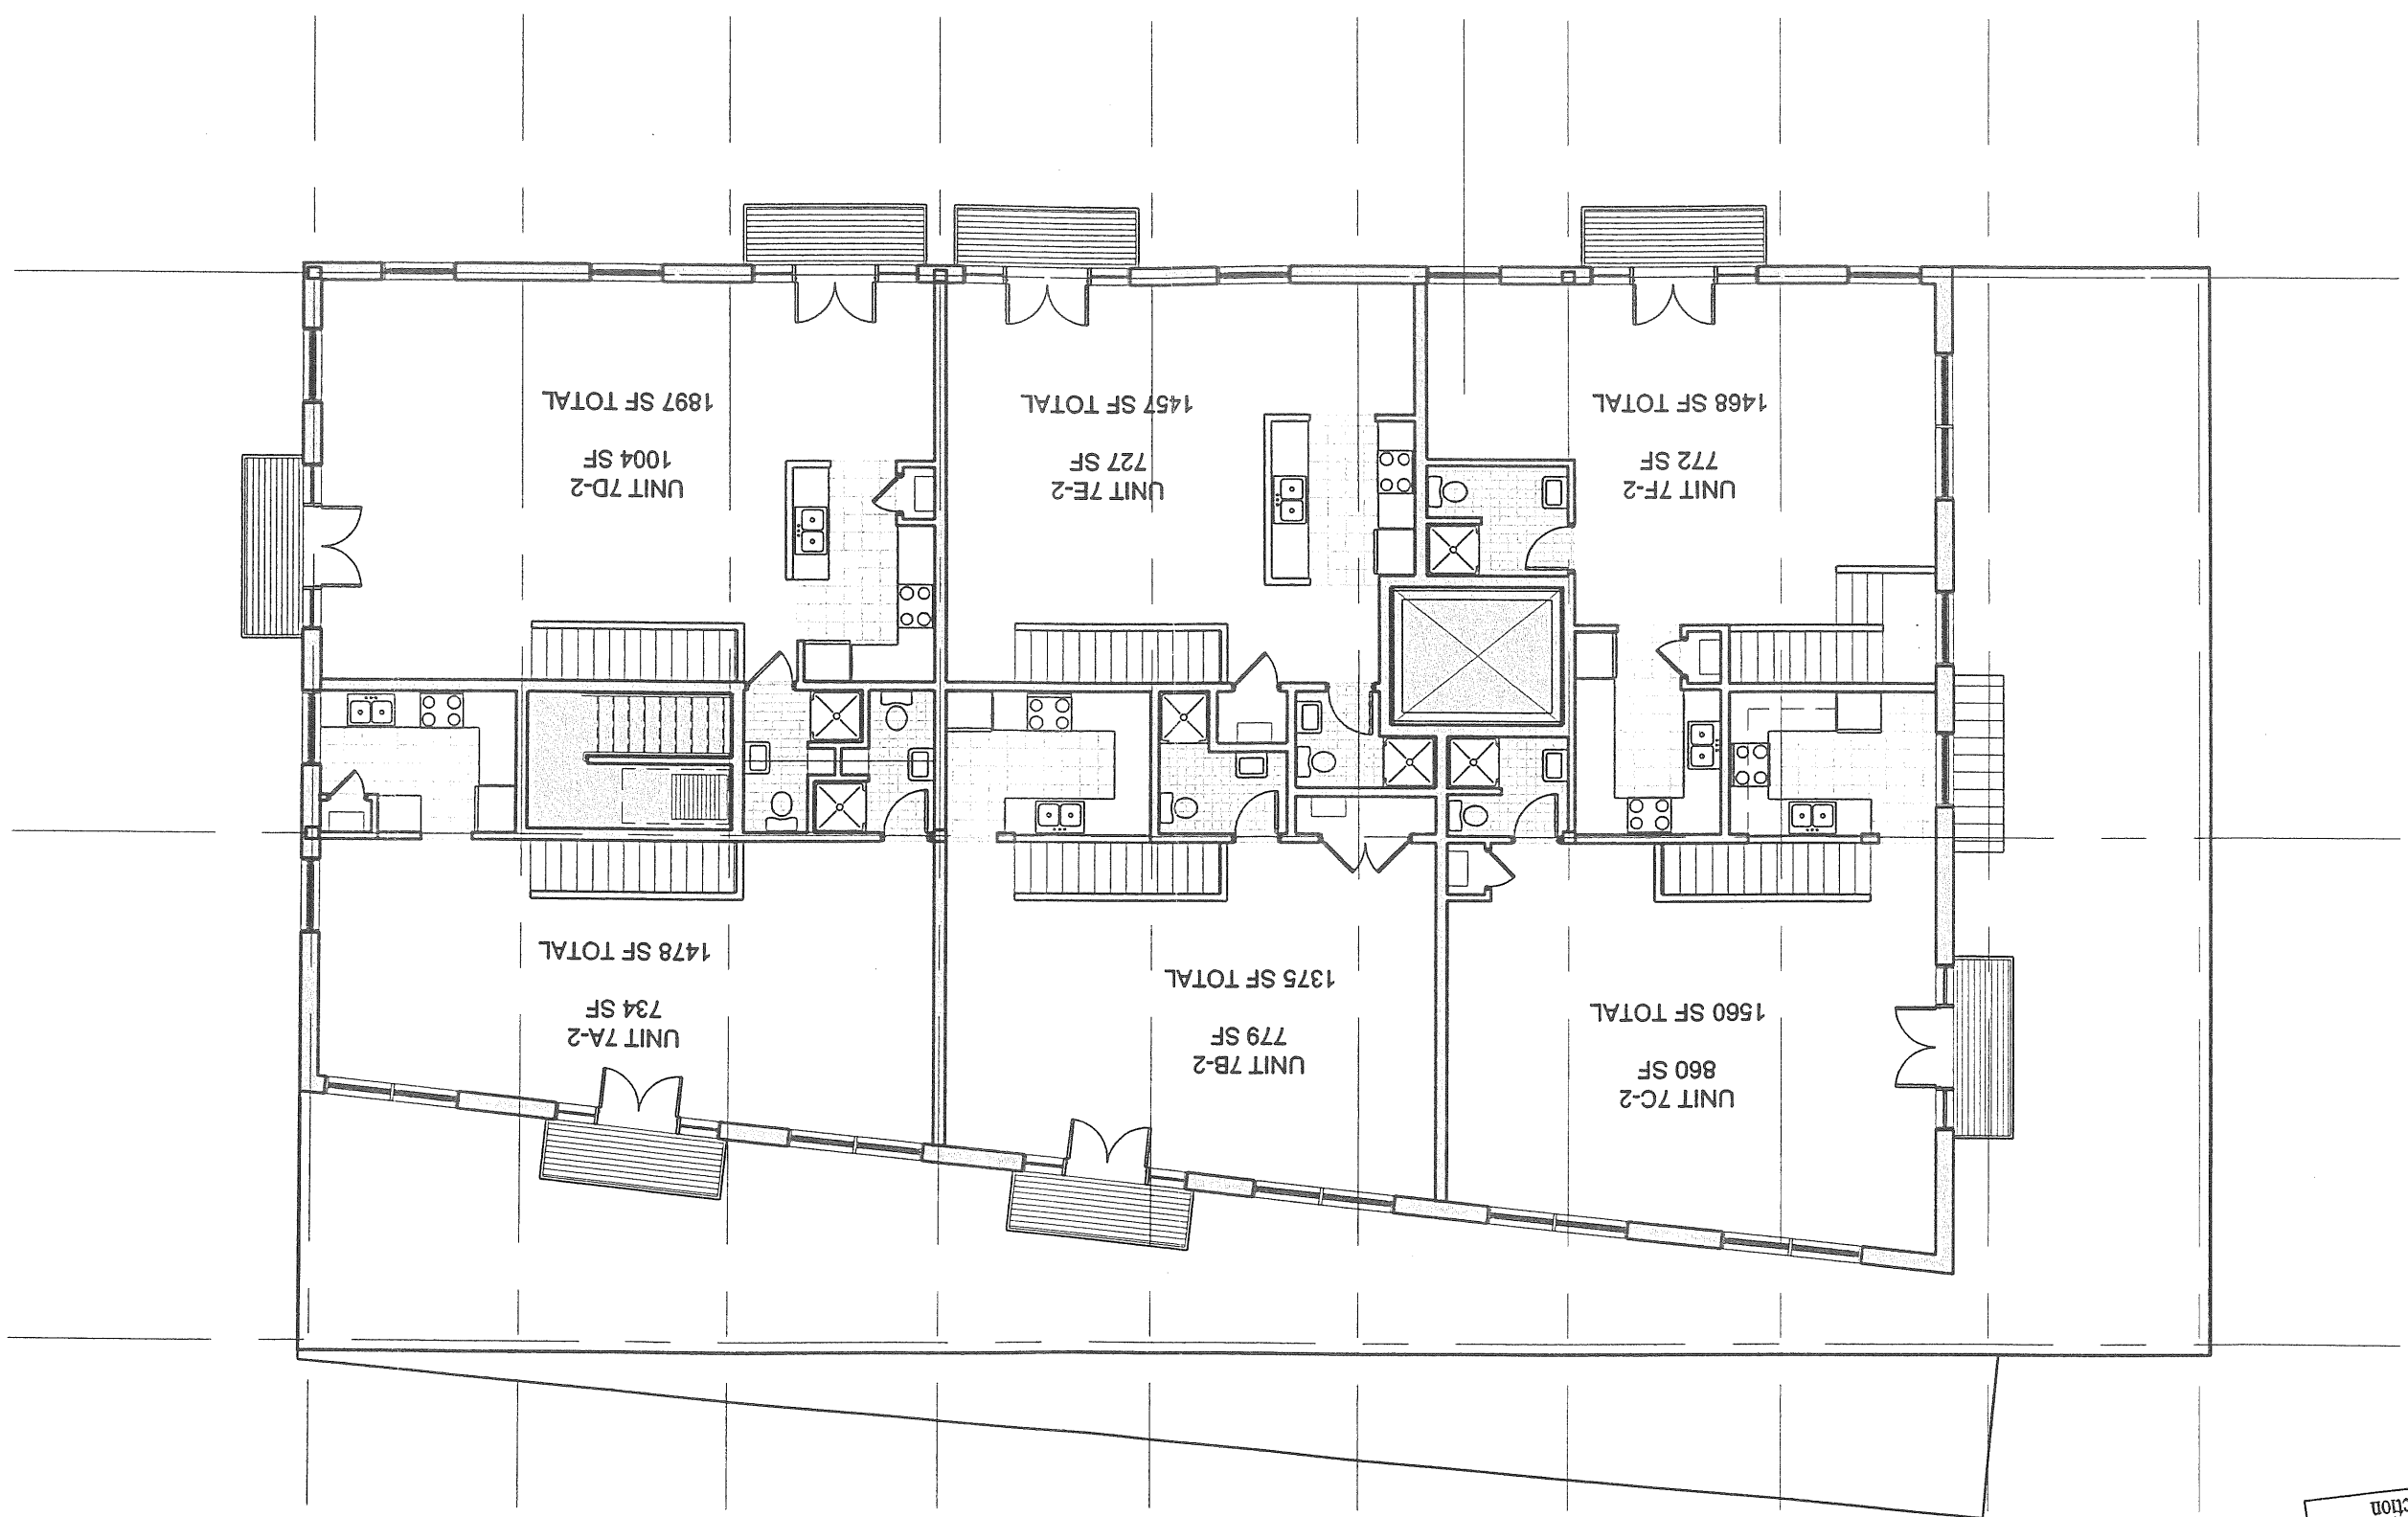 ction
UNIT 7C-2
860 SF
1560 SF TOTAL
UNIT 7B-2
779 SF
1375 SF TOTAL
UNIT 7A-2
734 SF
1478 SF TOTAL
UNIT 7F-2
772 SF
1468 SF TOTAL
UNIT 7E-2
727 SF
1457 SF TOTAL
UNIT 7D-2
1004 SF
1897 SF TOTAL